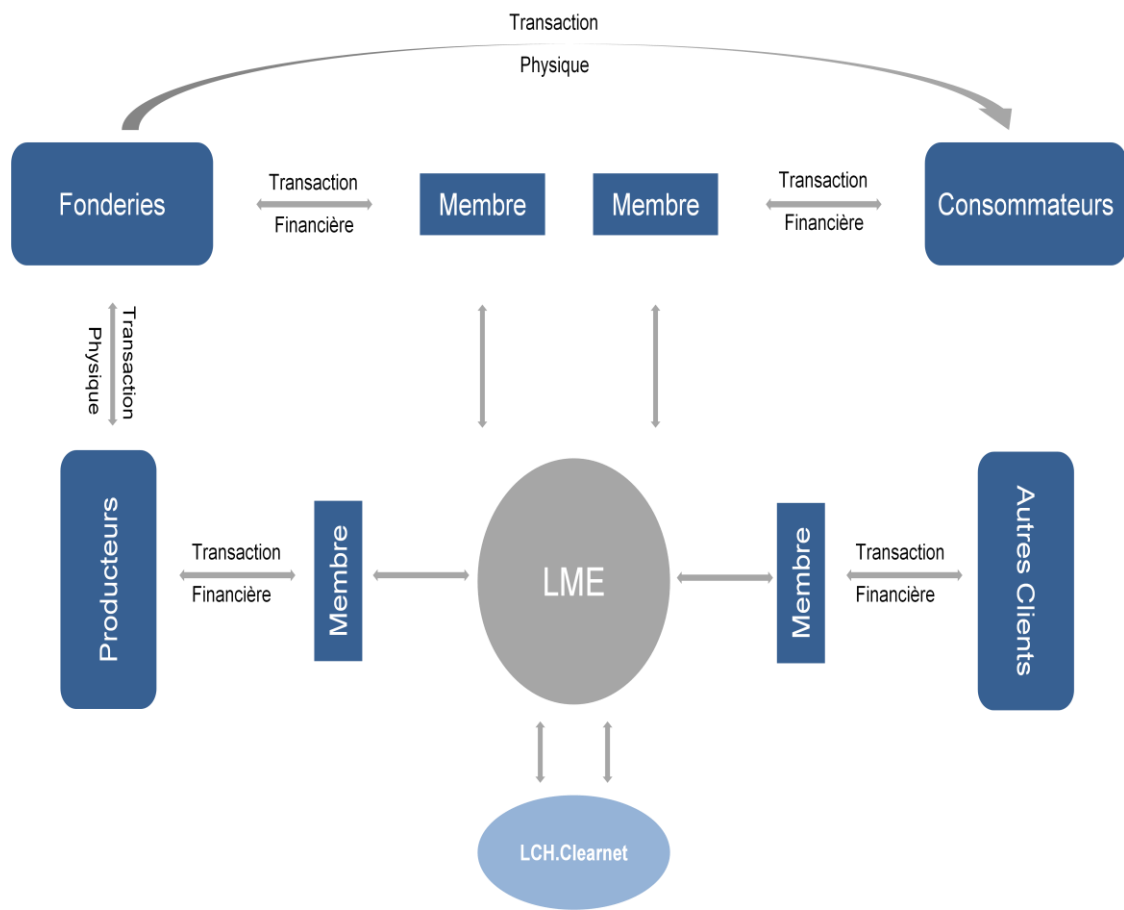 Transaction
Physique
Fonderies
Transaction
Financière
Membre
Membre
Transaction
Financière
Consommateurs
Transaction
Physique
Producteurs
Transaction
Financière
Membre
LME
Membre
Transaction
Financière
Autres Clients
LCH.Clearnet